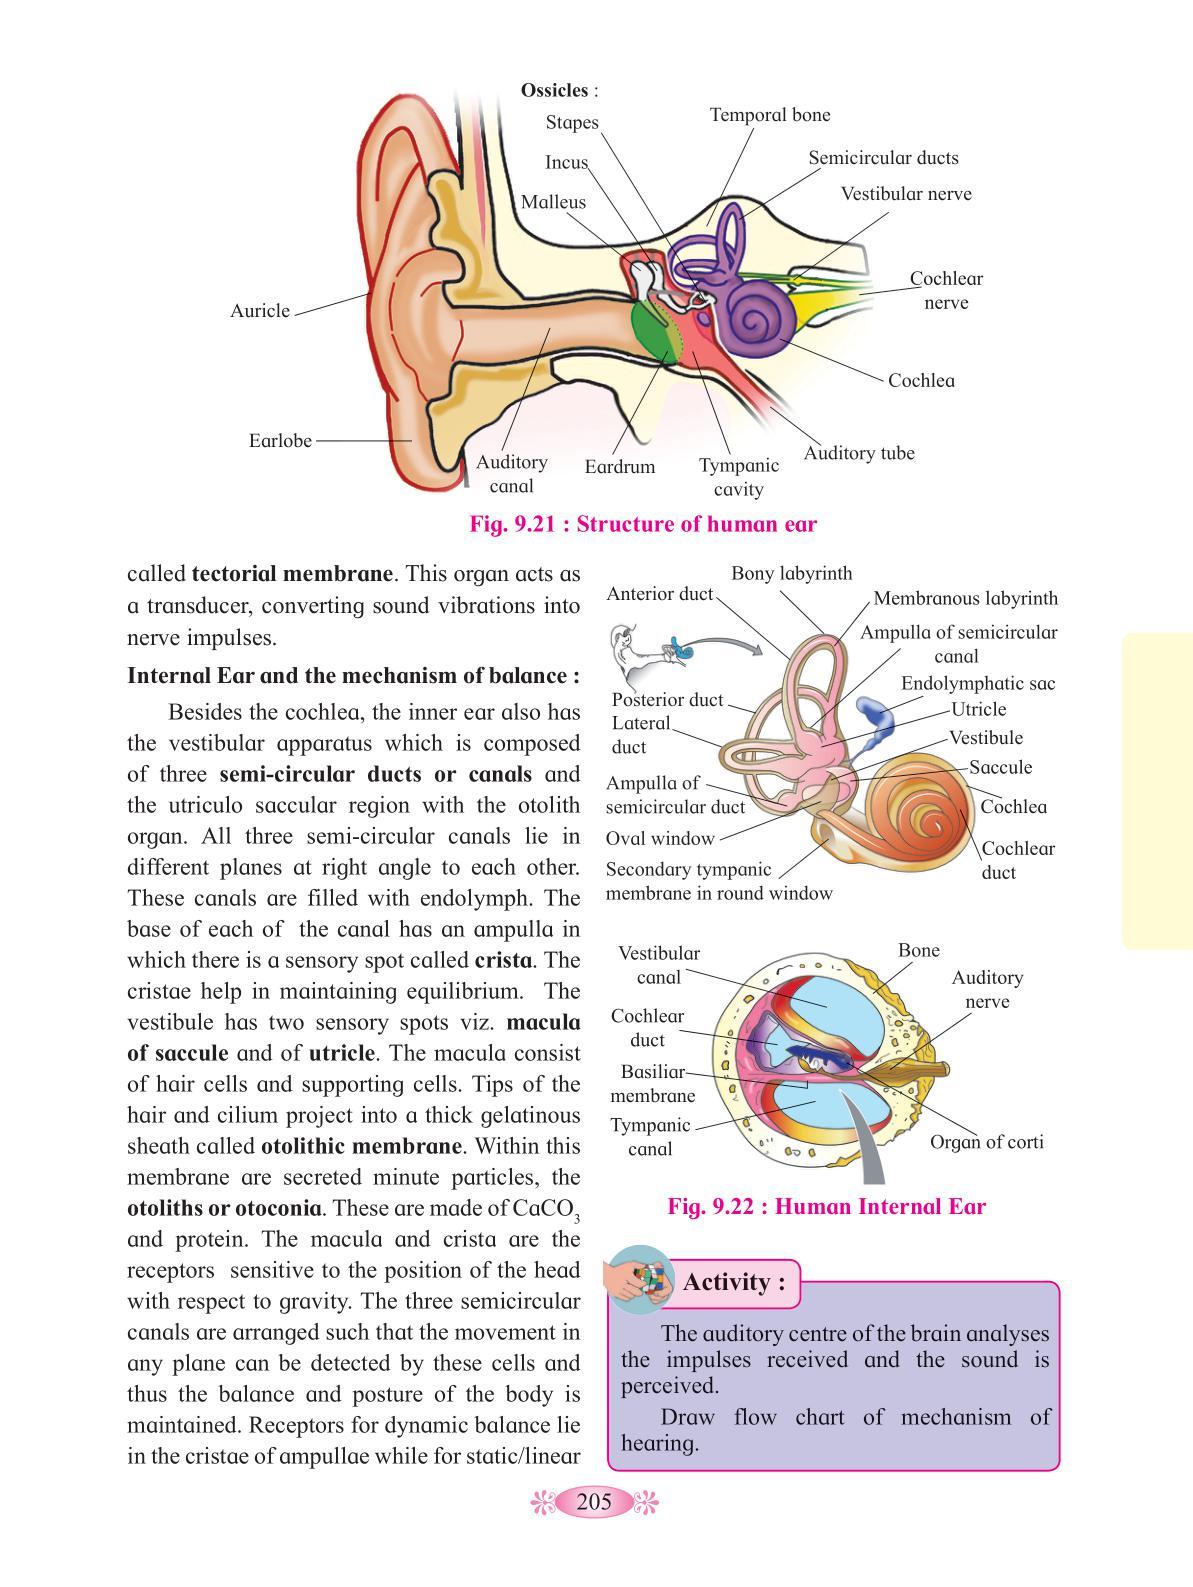 Ossicles :
Stapes
Incus
Malleus
Temporal bone
Semicircular ducts
Vestibular nerve
Cochlear
nerve
Auricle
Cochlea
Earlobe
Auditory
canal
Eardrum
Tympanic
cavity
Auditory tube
Fig. 9.21 : Structure of human ear
called tectorial membrane. This organ acts as
a transducer, converting sound vibrations into
nerve impulses.
Internal Ear and the mechanism of balance :
Besides the cochlea, the inner ear also has
the vestibular apparatus which is composed
of three semi-circular ducts or canals and
the utriculo saccular region with the otolith
organ. All three semi-circular canals lie in
different planes at right angle to each other.
These canals are filled with endolymph. The
base of each of the canal has an ampulla in
which there is a sensory spot called crista. The
cristae help in maintaining equilibrium. The
vestibule has two sensory spots viz. macula
of saccule and of utricle. The macula consist
of hair cells and supporting cells. Tips of the
hair and cilium project into a thick gelatinous
sheath called otolithic membrane. Within this
membrane are secreted minute particles, the
otoliths or otoconia. These are made of CaCO3
and protein. The macula and crista are the
receptors sensitive to the position of the head
with respect to gravity. The three semicircular
canals are arranged such that the movement in
any plane can be detected by these cells and
thus the balance and posture of the body is
maintained. Receptors for dynamic balance lie
in the cristae of ampullae while for static/linear
Bony labyrinth
Anterior duct
Membranous labyrinth
Ampulla of semicircular
canal
Endolymphatic sac
Posterior duct
Utricle
Lateral
duct
Vestibule
Saccule
Ampulla of
semicircular duct
Cochlea
Oval window
Cochlear
duct
Secondary tympanic
membrane in round window
Vestibular
canal
Bone
Auditory
nerve
Cochlear
duct
Basiliar
membrane
Tympanic
canal
Organ of corti
Fig. 9.22 : Human Internal Ear
Activity :
The auditory centre of the brain analyses
the impulses received and the sound is
perceived.
Draw flow chart of mechanism of
hearing.
205